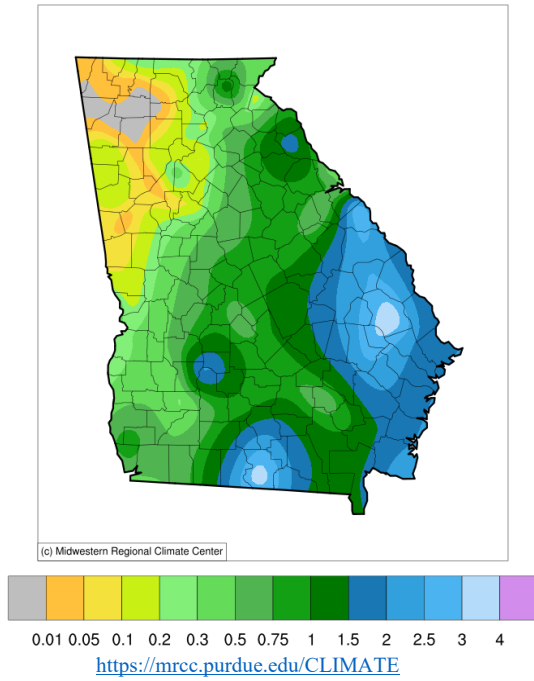 (c) Midwestern Regional Climate Center
0.01 0.05 0.1 0.2 0.3 0.5 0.75 1 1.5 2 2.5 3 4
https://mrcc.purdue.edu/CLIMATE